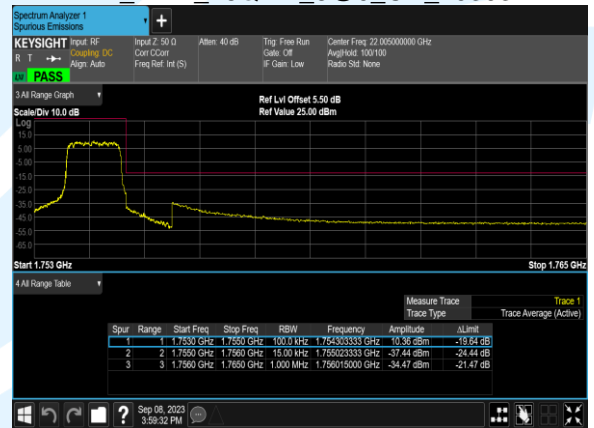 Spectrum Analyzer 1
Spurious Emissions
+
KEYSIGHT Input: RF Input Z: 50 Ω Atten: 40 dB Trig: Free Run Center Freq: 22.005000000 GHz
R T Coupling: DC Corr CCorr Gate: Off Avg|Hold: 100/100
Align: Auto Freq Ref: Int (S) IF Gain: Low Radio Std: None
LV PASS
3 All Range Graph
Ref Lvl Offset 5.50 dB
Scale/Div 10.0 dB Ref Value 25.00 dBm
Log
15.0
5.00
-5.00
-15.0
-25.0
-35.0
-45.0
-55.0
-65.0
Start 1.753 GHz Stop 1.765 GHz
4 All Range Table
Measure Trace Trace 1
Trace Type Trace Average (Active)
Spur Range Start Freq Stop Freq RBW Frequency Amplitude ΔLimit
1 1 1.7530 GHz 1.7550 GHz 100.0 kHz 1.754303333 GHz 10.36 dBm -19.64 dB
2 2 1.7550 GHz 1.7560 GHz 15.00 kHz 1.755023333 GHz -37.44 dBm -24.44 dB
3 3 1.7560 GHz 1.7650 GHz 1.000 MHz 1.756015000 GHz -34.47 dBm -21.47 dB
? Sep 08, 2023
3:59:32 PM